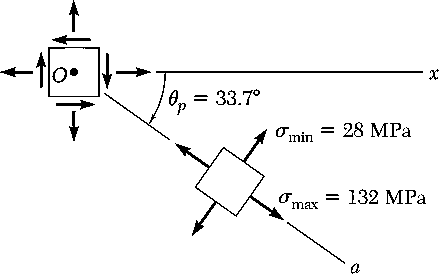 O
x
θp = 33.7°
σmin = 28 MPa
σmax = 132 MPa
a